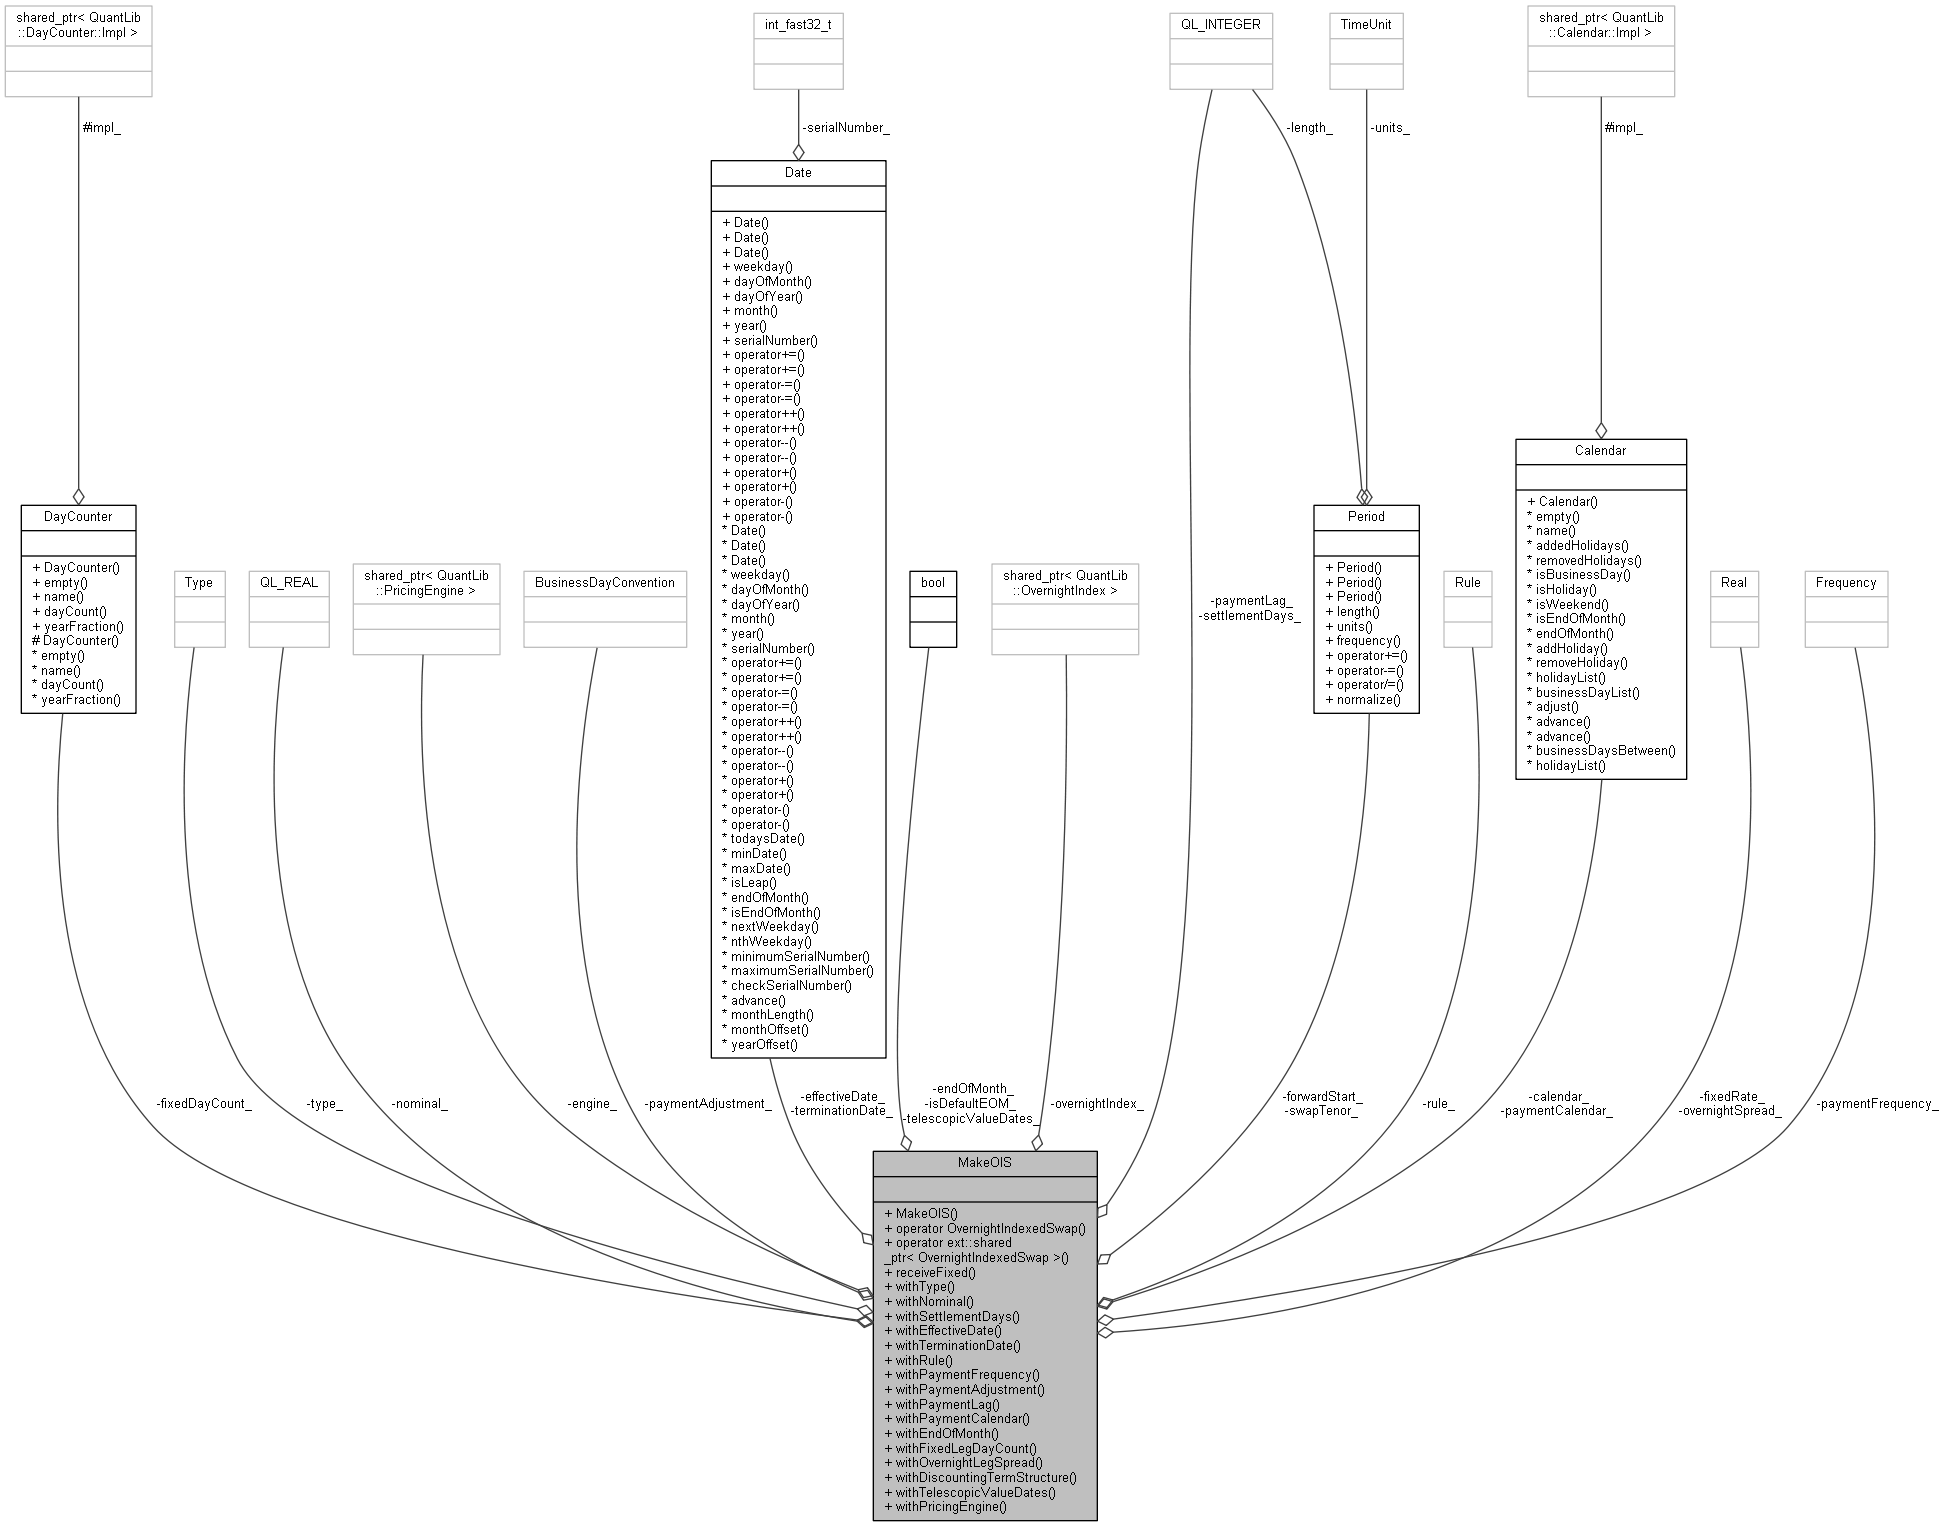 shared_ptr< QuantLib
::DayCounter::Impl >
int_fast32_t
QL_INTEGER
TimeUnit
shared_ptr< QuantLib
::Calendar::Impl >
#impl_
-serialNumber_
-length_
-units_
#impl_
Date
+ Date()
+ Date()
+ Date()
+ weekday()
+ dayOfMonth()
+ dayOfYear()
+ month()
+ year()
+ serialNumber()
+ operator+=()
+ operator+=()
+ operator-=()
+ operator-=()
+ operator++()
+ operator++()
+ operator--()
+ operator--()
+ operator+()
+ operator+()
+ operator-()
+ operator-()
* Date()
* Date()
* Date()
* weekday()
* dayOfMonth()
* dayOfYear()
* month()
* year()
* serialNumber()
* operator+=()
* operator+=()
* operator-=()
* operator-=()
* operator++()
* operator++()
* operator--()
* operator--()
* operator+()
* operator+()
* operator-()
* operator-()
* todaysDate()
* minDate()
* maxDate()
* isLeap()
* endOfMonth()
* isEndOfMonth()
* nextWeekday()
* nthWeekday()
* minimumSerialNumber()
* maximumSerialNumber()
* checkSerialNumber()
* advance()
* monthLength()
* monthOffset()
* yearOffset()
DayCounter
+ DayCounter()
+ empty()
+ name()
+ dayCount()
+ yearFraction()
# DayCounter()
* empty()
* name()
* dayCount()
* yearFraction()
Type
QL_REAL
shared_ptr< QuantLib
::PricingEngine >
BusinessDayConvention
bool
shared_ptr< QuantLib
::OvernightIndex >
-paymentLag_
-settlementDays_
Period
+ Period()
+ Period()
+ Period()
+ length()
+ units()
+ frequency()
+ operator+=()
+ operator-=()
+ operator/=()
+ normalize()
Rule
Calendar
+ Calendar()
* empty()
* name()
* addedHolidays()
* removedHolidays()
* isBusinessDay()
* isHoliday()
* isWeekend()
* isEndOfMonth()
* endOfMonth()
* addHoliday()
* removeHoliday()
* holidayList()
* businessDayList()
* adjust()
* advance()
* advance()
* businessDaysBetween()
* holidayList()
Real
Frequency
-fixedDayCount_
-type_
-nominal_
-engine_
-paymentAdjustment_
-effectiveDate_
-terminationDate_
-endOfMonth_
-isDefaultEOM_
-telescopicValueDates_
-overnightIndex_
-forwardStart_
-swapTenor_
-rule_
-calendar_
-paymentCalendar_
-fixedRate_
-overnightSpread_
-paymentFrequency_
MakeOIS
+ MakeOIS()
+ operator OvernightIndexedSwap()
+ operator ext::shared
_ptr< OvernightIndexedSwap >()
+ receiveFixed()
+ withType()
+ withNominal()
+ withSettlementDays()
+ withEffectiveDate()
+ withTerminationDate()
+ withRule()
+ withPaymentFrequency()
+ withPaymentAdjustment()
+ withPaymentLag()
+ withPaymentCalendar()
+ withEndOfMonth()
+ withFixedLegDayCount()
+ withOvernightLegSpread()
+ withDiscountingTermStructure()
+ withTelescopicValueDates()
+ withPricingEngine()